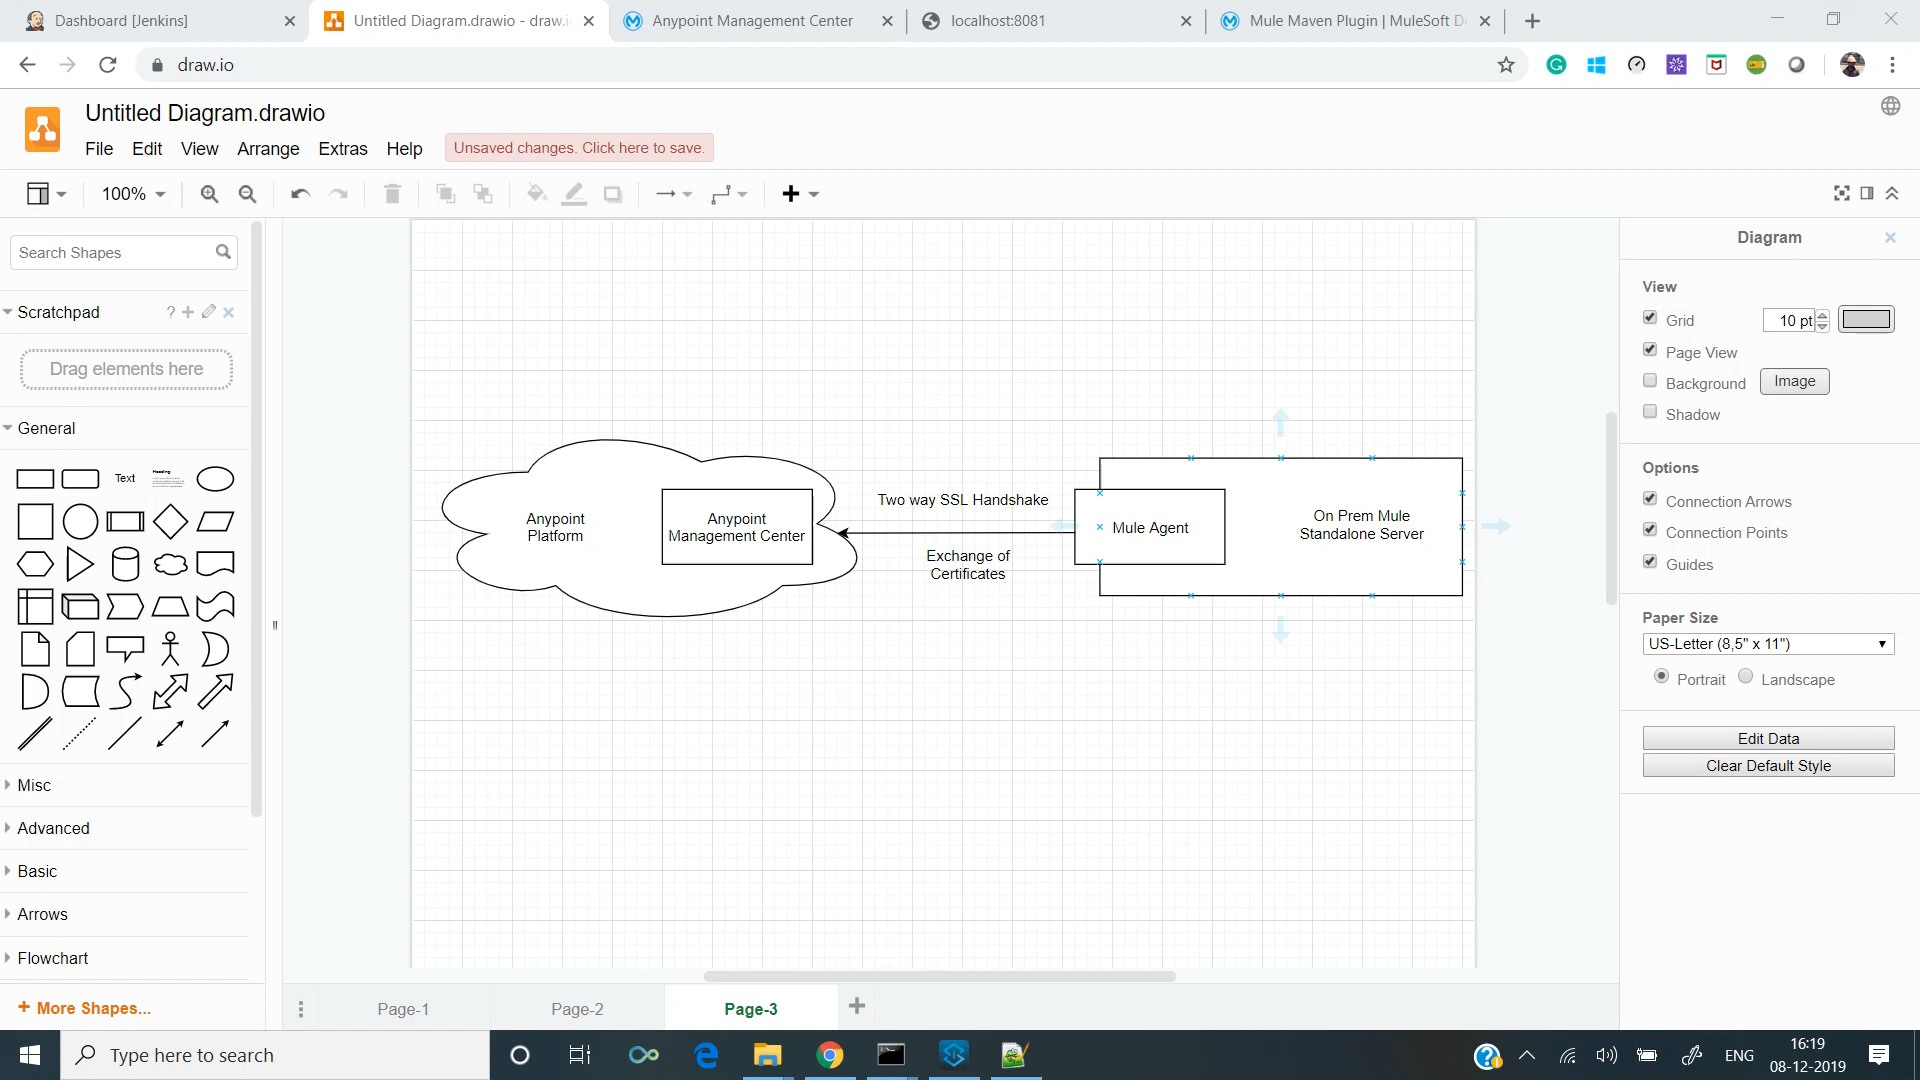 Dashboard [Jenkins]
Untitled Diagram.drawio - draw.i
Anypoint Management Center
localhost:8081
Mule Maven Plugin | MuleSoft D
draw.io
Untitled Diagram.drawio
File Edit View Arrange Extras Help
Unsaved changes. Click here to save.
100%
Search Shapes
Scratchpad
?
Drag elements here
General
Text
Heading
Misc
Advanced
Basic
Arrows
Flowchart
+ More Shapes...
Anypoint
Platform
Anypoint
Management Center
Two way SSL Handshake
Exchange of
Certificates
Mule Agent
On Prem Mule
Standalone Server
Page-1
Page-2
Page-3
Diagram
View
Grid
10 pt
Page View
Background
Image
Shadow
Options
Connection Arrows
Connection Points
Guides
Paper Size
US-Letter (8,5" x 11")
Portrait
Landscape
Edit Data
Clear Default Style
Type here to search
ENG
16:19
08-12-2019